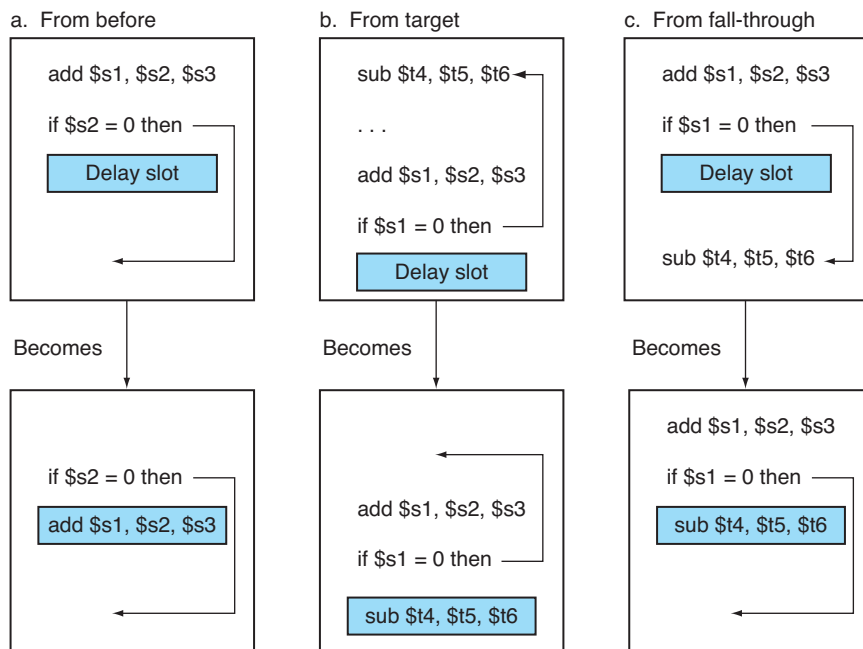 a. From before
add $s1, $s2, $s3
if $s2 = 0 then
Delay slot
Becomes
if $s2 = 0 then
add $s1, $s2, $s3
b. From target
sub $t4, $t5, $t6
. . .
add $s1, $s2, $s3
if $s1 = 0 then
Delay slot
Becomes
add $s1, $s2, $s3
if $s1 = 0 then
sub $t4, $t5, $t6
c. From fall-through
add $s1, $s2, $s3
if $s1 = 0 then
Delay slot
sub $t4, $t5, $t6
Becomes
add $s1, $s2, $s3
if $s1 = 0 then
sub $t4, $t5, $t6